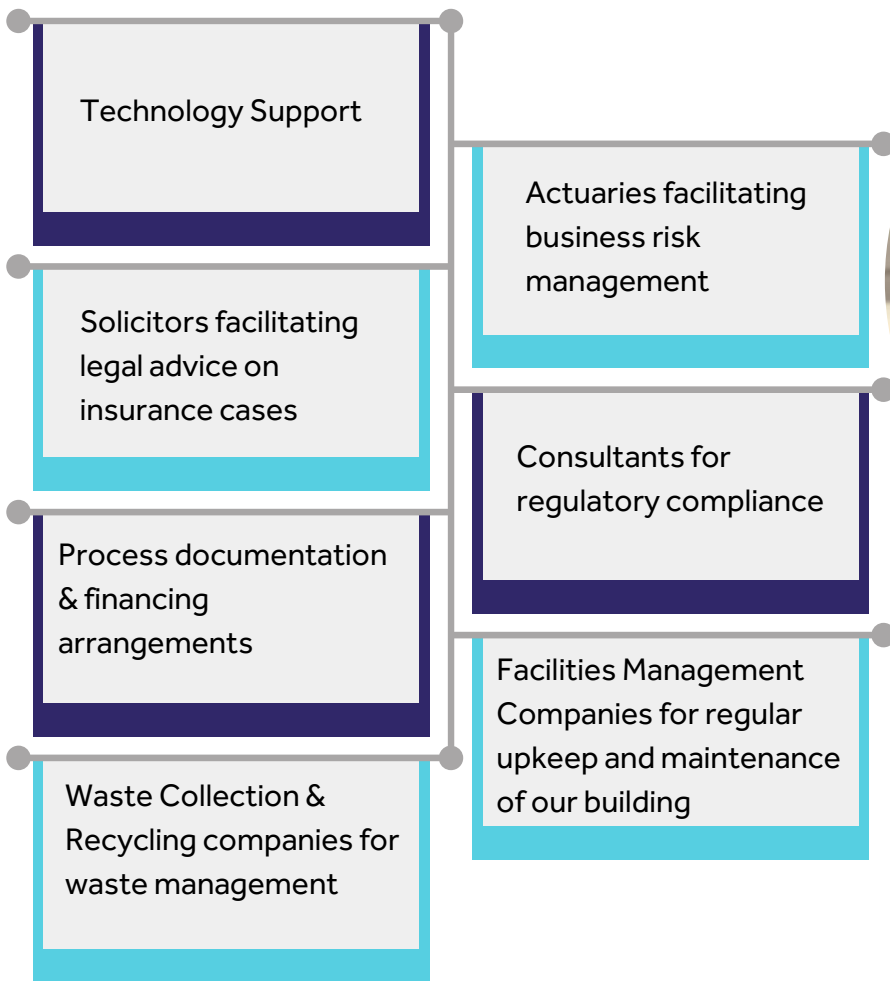 Technology Support
Actuaries facilitating
business risk
management
Solicitors facilitating
legal advice on
insurance cases
Consultants for
regulatory compliance
Process documentation
& financing
arrangements
Facilities Management
Companies for regular
upkeep and maintenance
of our building
Waste Collection &
Recycling companies for
waste management